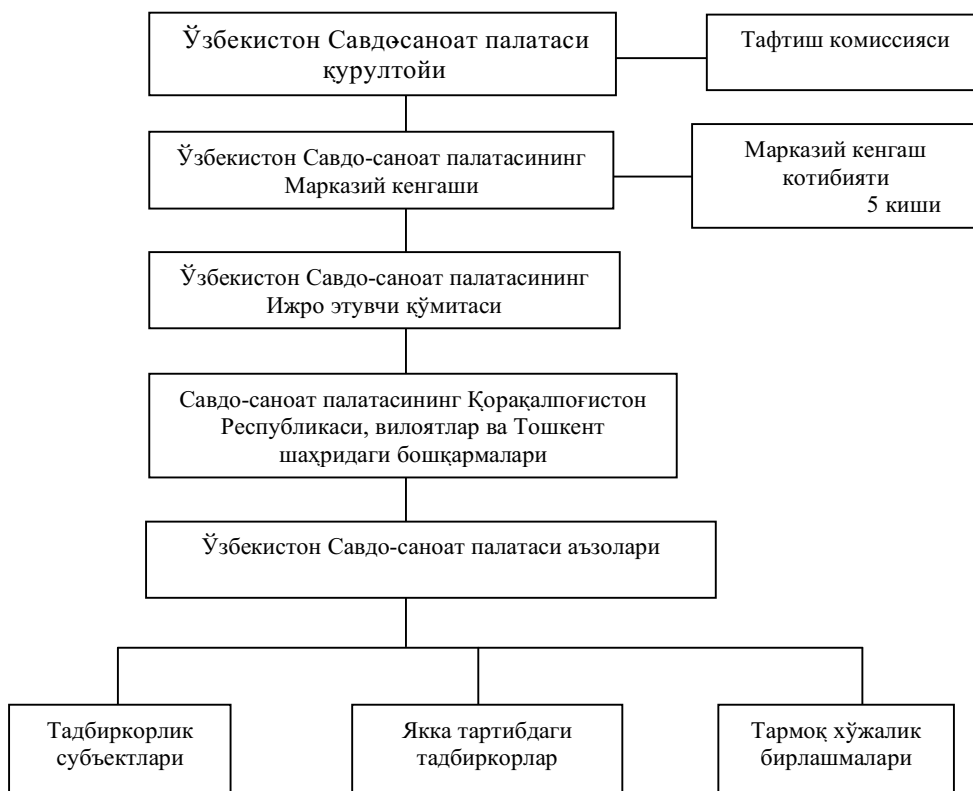 Ўзбекистон Савдо-саноат палатаси
қурултойи
Тафтиш комиссияси
Ўзбекистон Савдо-саноат палатасининг
Марказий кенгаши
Марказий кенгаш
котибияти
5 киши
Ўзбекистон Савдо-саноат палатасининг
Ижро этувчи қўмитаси
Савдо-саноат палатасининг Қорақалпоғистон
Республикаси, вилоятлар ва Тошкент
шаҳридаги бошқармалари
Ўзбекистон Савдо-саноат палатаси аъзолари
Тадбиркорлик
субъектлари
Якка тартибдаги
тадбиркорлар
Тармоқ хўжалик
бирлашмалари